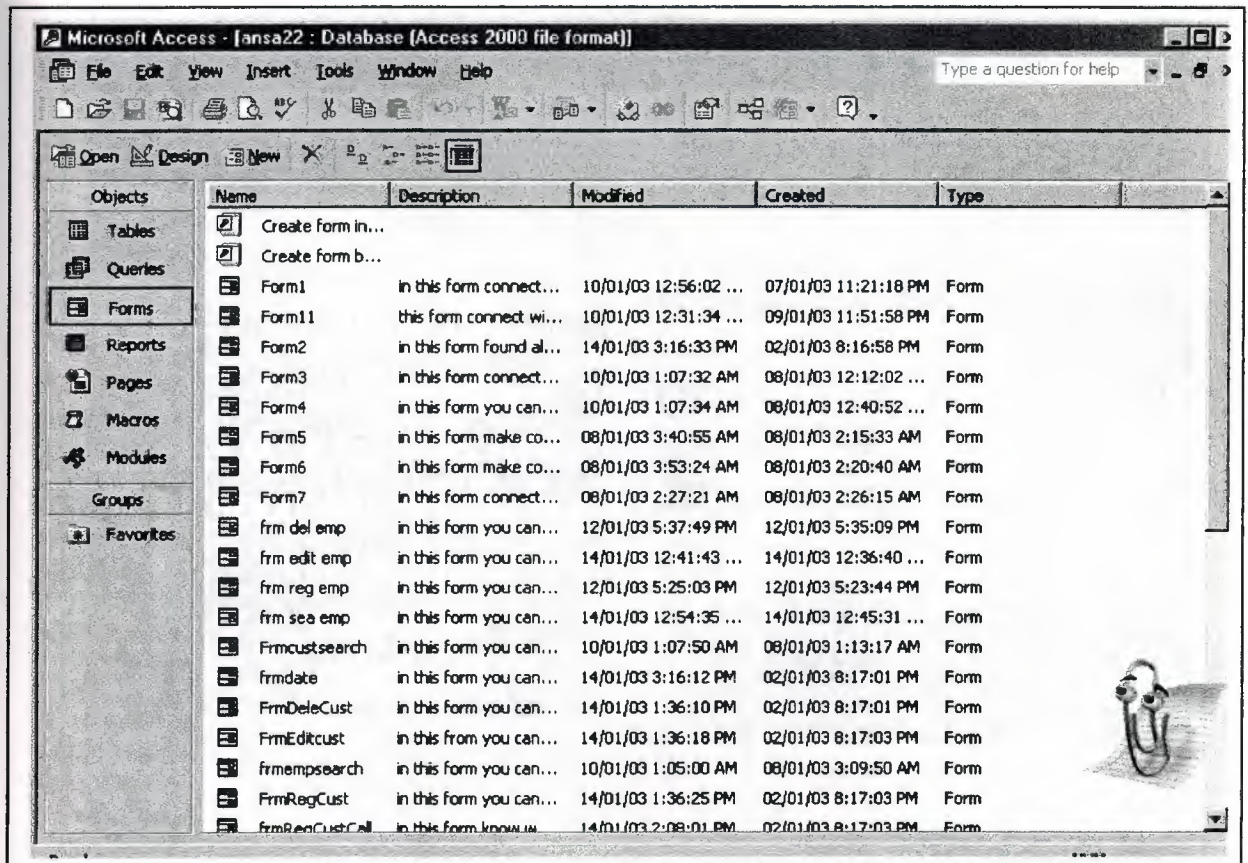 Microsoft Access - [ansa22 : Database (Access 2000 file format)]
File Edit View Insert Tools Window Help Type a question for help
Open Design New
Objects Name Description Modified Created Type
Tables Create form in...
Queries Create form b...
Forms Form1 in this form connect... 10/01/03 12:56:02 ... 07/01/03 11:21:18 PM Form
Form11 this form connect wi... 10/01/03 12:31:34 ... 09/01/03 11:51:58 PM Form
Reports Form2 in this form found al... 14/01/03 3:16:33 PM 02/01/03 8:16:58 PM Form
Pages Form3 in this form connect... 10/01/03 1:07:32 AM 08/01/03 12:12:02 ... Form
Macros Form4 in this form you can... 10/01/03 1:07:34 AM 08/01/03 12:40:52 ... Form
Modules Form5 in this form make co... 08/01/03 3:40:55 AM 08/01/03 2:15:33 AM Form
Form6 in this form make co... 08/01/03 3:53:24 AM 08/01/03 2:20:40 AM Form
Groups Form7 in this form connect... 08/01/03 2:27:21 AM 08/01/03 2:26:15 AM Form
Favorites frm del emp in this form you can... 12/01/03 5:37:49 PM 12/01/03 5:35:09 PM Form
frm edit emp in this form you can... 14/01/03 12:41:43 ... 14/01/03 12:36:40 ... Form
frm reg emp in this form you can... 12/01/03 5:25:03 PM 12/01/03 5:23:44 PM Form
frm sea emp in this form you can... 14/01/03 12:54:35 ... 14/01/03 12:45:31 ... Form
Frmcustsearch in this form you can... 10/01/03 1:07:50 AM 08/01/03 1:13:17 AM Form
frmdate in this form you can... 14/01/03 3:16:12 PM 02/01/03 8:17:01 PM Form
FrmDeleCust in this form you can... 14/01/03 1:36:10 PM 02/01/03 8:17:01 PM Form
FrmEditcust in this from you can... 14/01/03 1:36:18 PM 02/01/03 8:17:03 PM Form
frmempsearch in this form you can... 10/01/03 1:05:00 AM 08/01/03 3:09:50 AM Form
FrmRegCust in this form you can... 14/01/03 1:36:25 PM 02/01/03 8:17:03 PM Form
frmRegCustCall in this form know 14/01/03 2:08:01 PM 02/01/03 8:17:03 PM Form